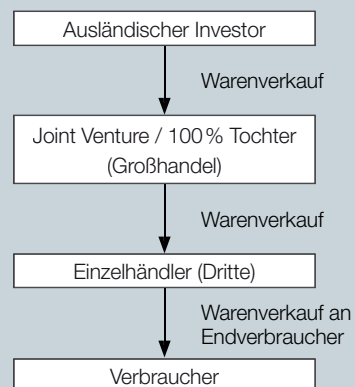 Ausländischer Investor
Warenverkauf
Joint Venture / 100 % Tochter
(Großhandel)
Warenverkauf
Einzelhändler (Dritte)
Warenverkauf an
Endverbraucher
Verbraucher